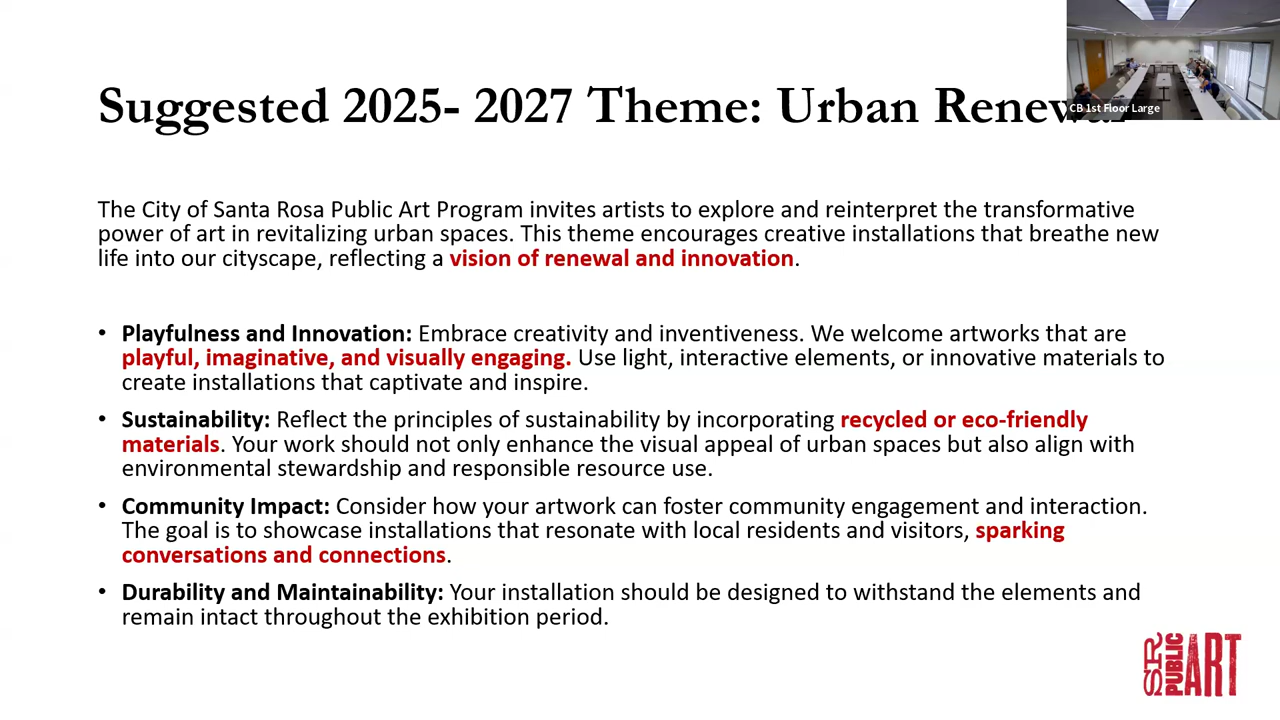 Suggested 2025- 2027 Theme: Urban Renewal
CB 1st Floor Large
The City of Santa Rosa Public Art Program invites artists to explore and reinterpret the transformative
power of art in revitalizing urban spaces. This theme encourages creative installations that breathe new
life into our cityscape, reflecting a vision of renewal and innovation.
• Playfulness and Innovation: Embrace creativity and inventiveness. We welcome artworks that are
playful, imaginative, and visually engaging. Use light, interactive elements, or innovative materials to
create installations that captivate and inspire.
• Sustainability: Reflect the principles of sustainability by incorporating recycled or eco-friendly
materials. Your work should not only enhance the visual appeal of urban spaces but also align with
environmental stewardship and responsible resource use.
• Community Impact: Consider how your artwork can foster community engagement and interaction.
The goal is to showcase installations that resonate with local residents and visitors, sparking
conversations and connections.
• Durability and Maintainability: Your installation should be designed to withstand the elements and
remain intact throughout the exhibition period.
SR PUBLIC ART